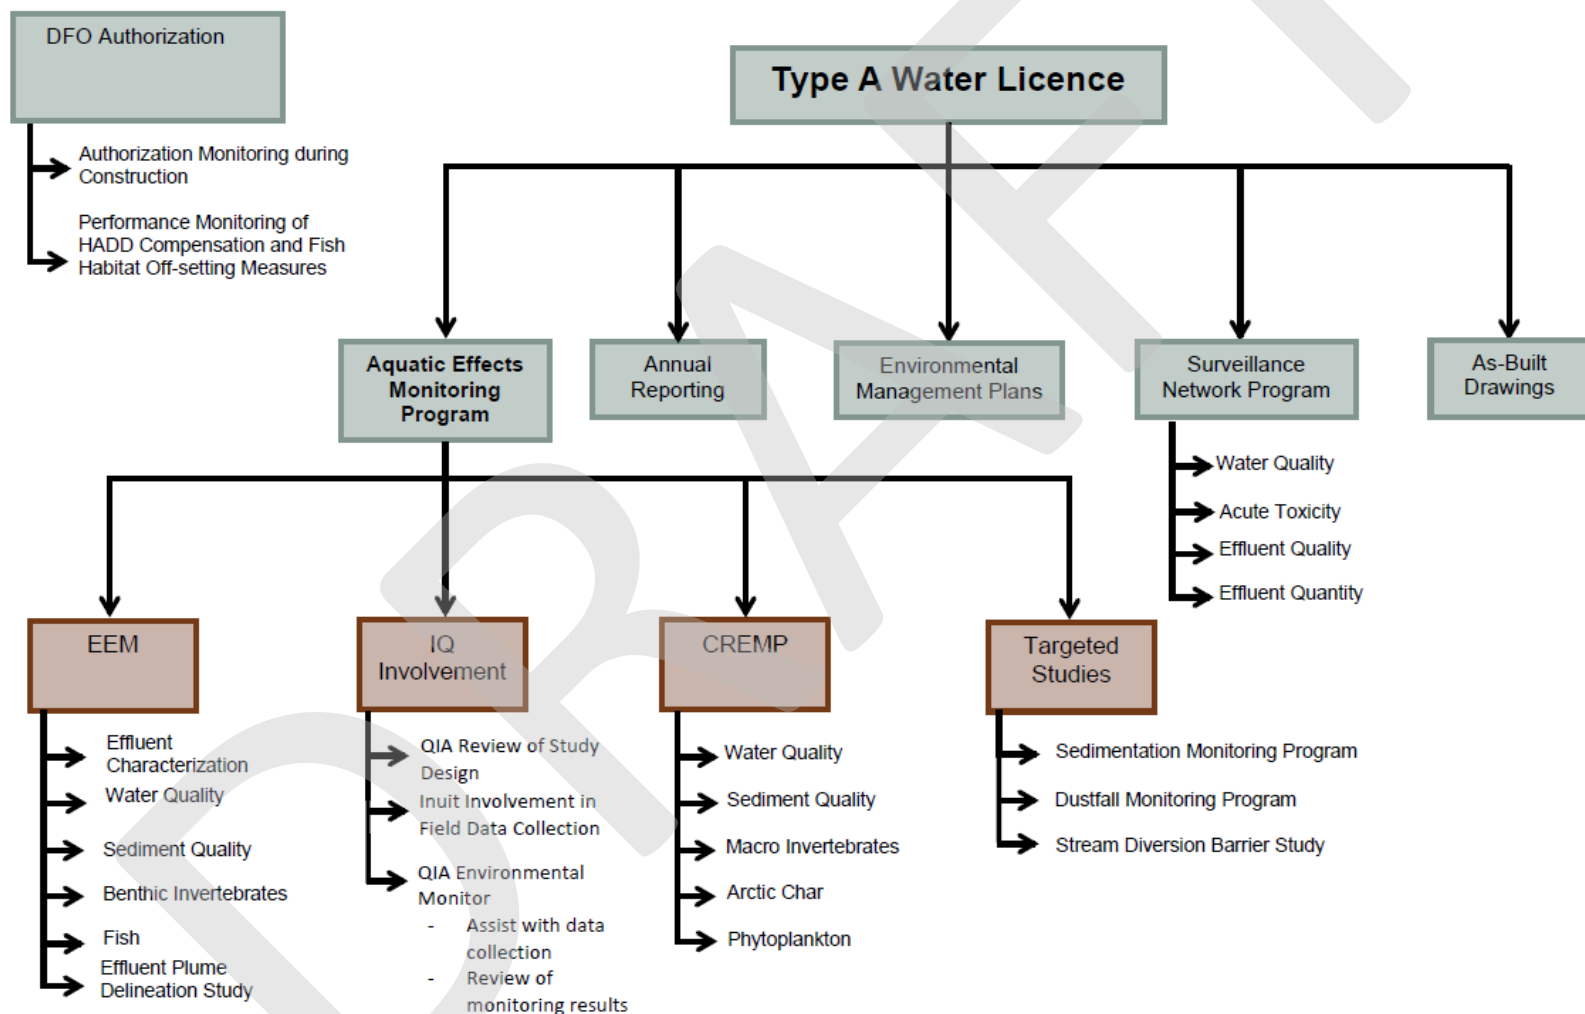 DFO Authorization
Authorization Monitoring during
Construction
Performance Monitoring of
HADD Compensation and Fish
Habitat Off-setting Measures
Type A Water Licence
Aquatic Effects
Monitoring
Program
Annual
Reporting
Environmental
Management Plans
Surveillance
Network Program
As-Built
Drawings
Water Quality
Acute Toxicity
Effluent Quality
Effluent Quantity
EEM
IQ
Involvement
CREMP
Targeted
Studies
Effluent
Characterization
Water Quality
Sediment Quality
Benthic Invertebrates
Fish
Effluent Plume
Delineation Study
QIA Review of Study
Design
Inuit Involvement in
Field Data Collection
QIA Environmental
Monitor
- Assist with data
collection
- Review of
monitoring results
Water Quality
Sediment Quality
Macro Invertebrates
Arctic Char
Phytoplankton
Sedimentation Monitoring Program
Dustfall Monitoring Program
Stream Diversion Barrier Study
DRAFT